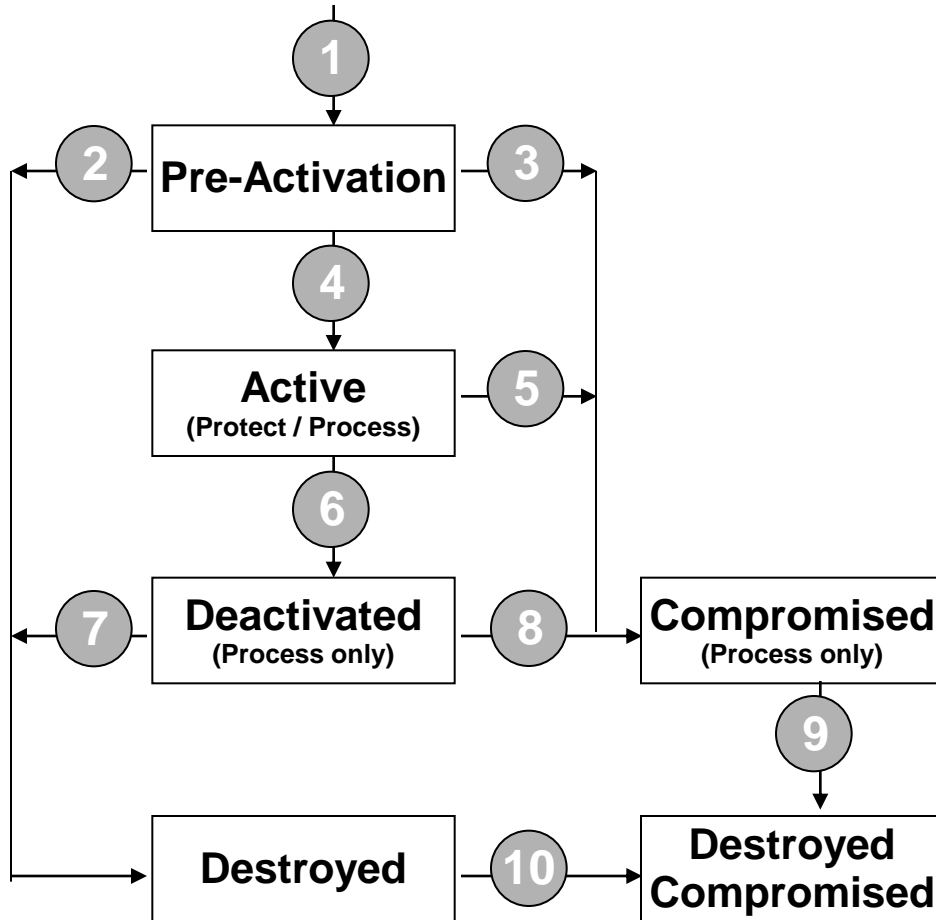 1
2
Pre-Activation
3
4
Active
(Protect / Process)
5
6
7
Deactivated
(Process only)
8
Compromised
(Process only)
9
Destroyed
10
Destroyed
Compromised